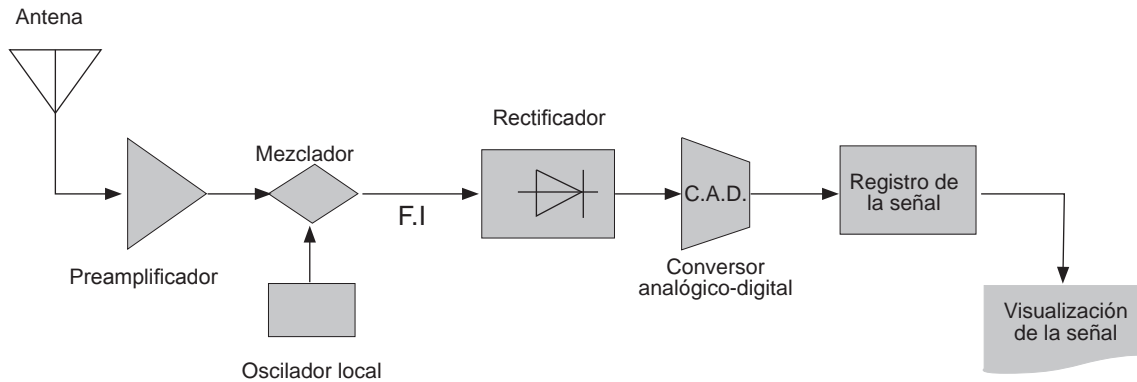 Antena
Preamplificador
Mezclador
Oscilador local
F.I
Rectificador
C.A.D.
Conversor
analógico-digital
Registro de
la señal
Visualización
de la señal